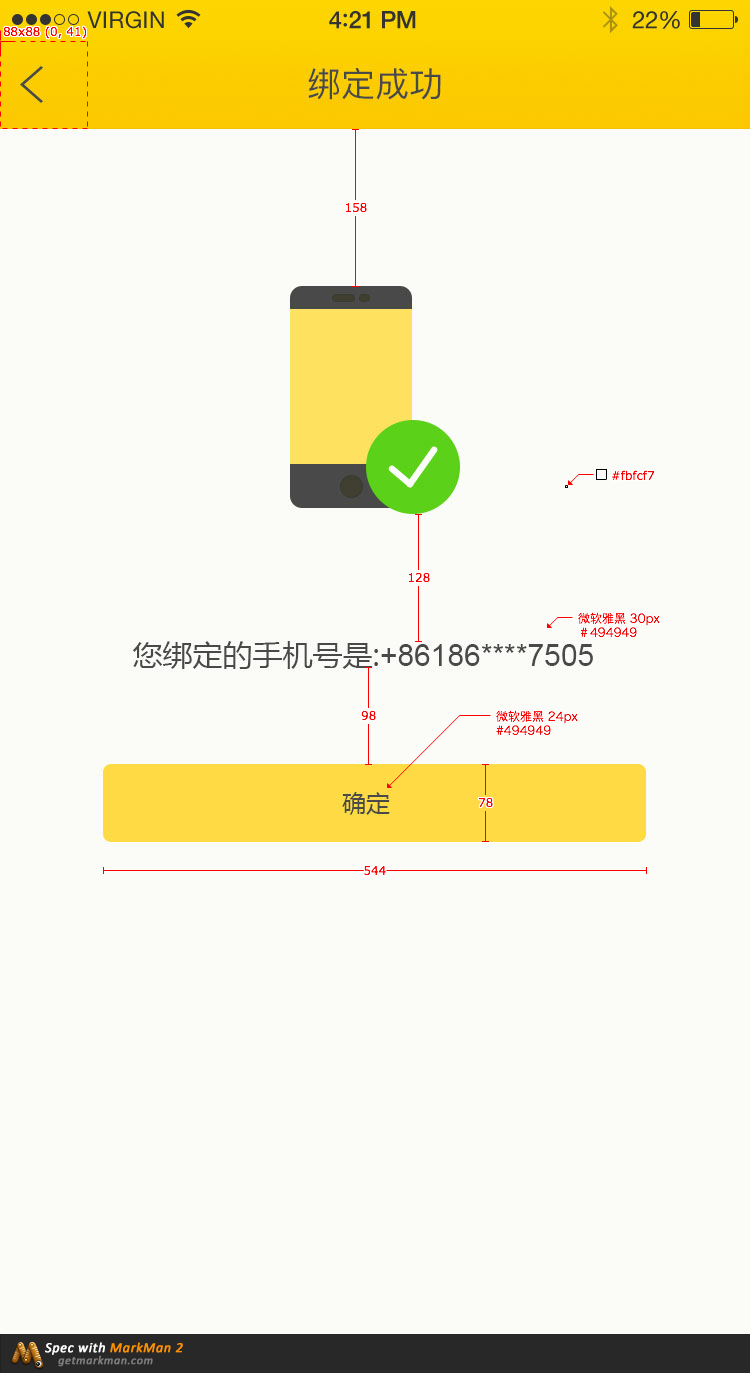 VIRGIN 4:21 PM 22%
88x88 (0, 41)
绑定成功
158
#fbfcf7
128
微软雅黑 30px
#494949
您绑定的手机号是:+86186****7505
98
微软雅黑 24px
#494949
确定
78
544
Spec with MarkMan 2
getmarkman.com